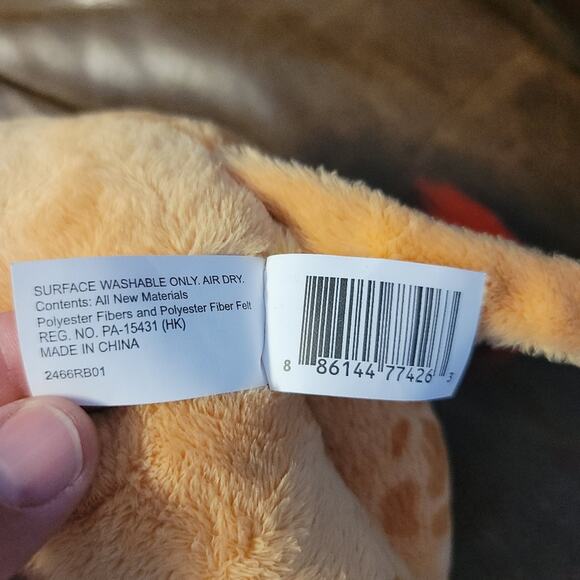 SURFACE WASHABLE ONLY. AIR DRY.
Contents: All New Materials
Polyester Fibers and Polyester Fiber Felt
REG. NO. PA-15431 (HK)
MADE IN CHINA
2466RB01
8 86144 77426 3